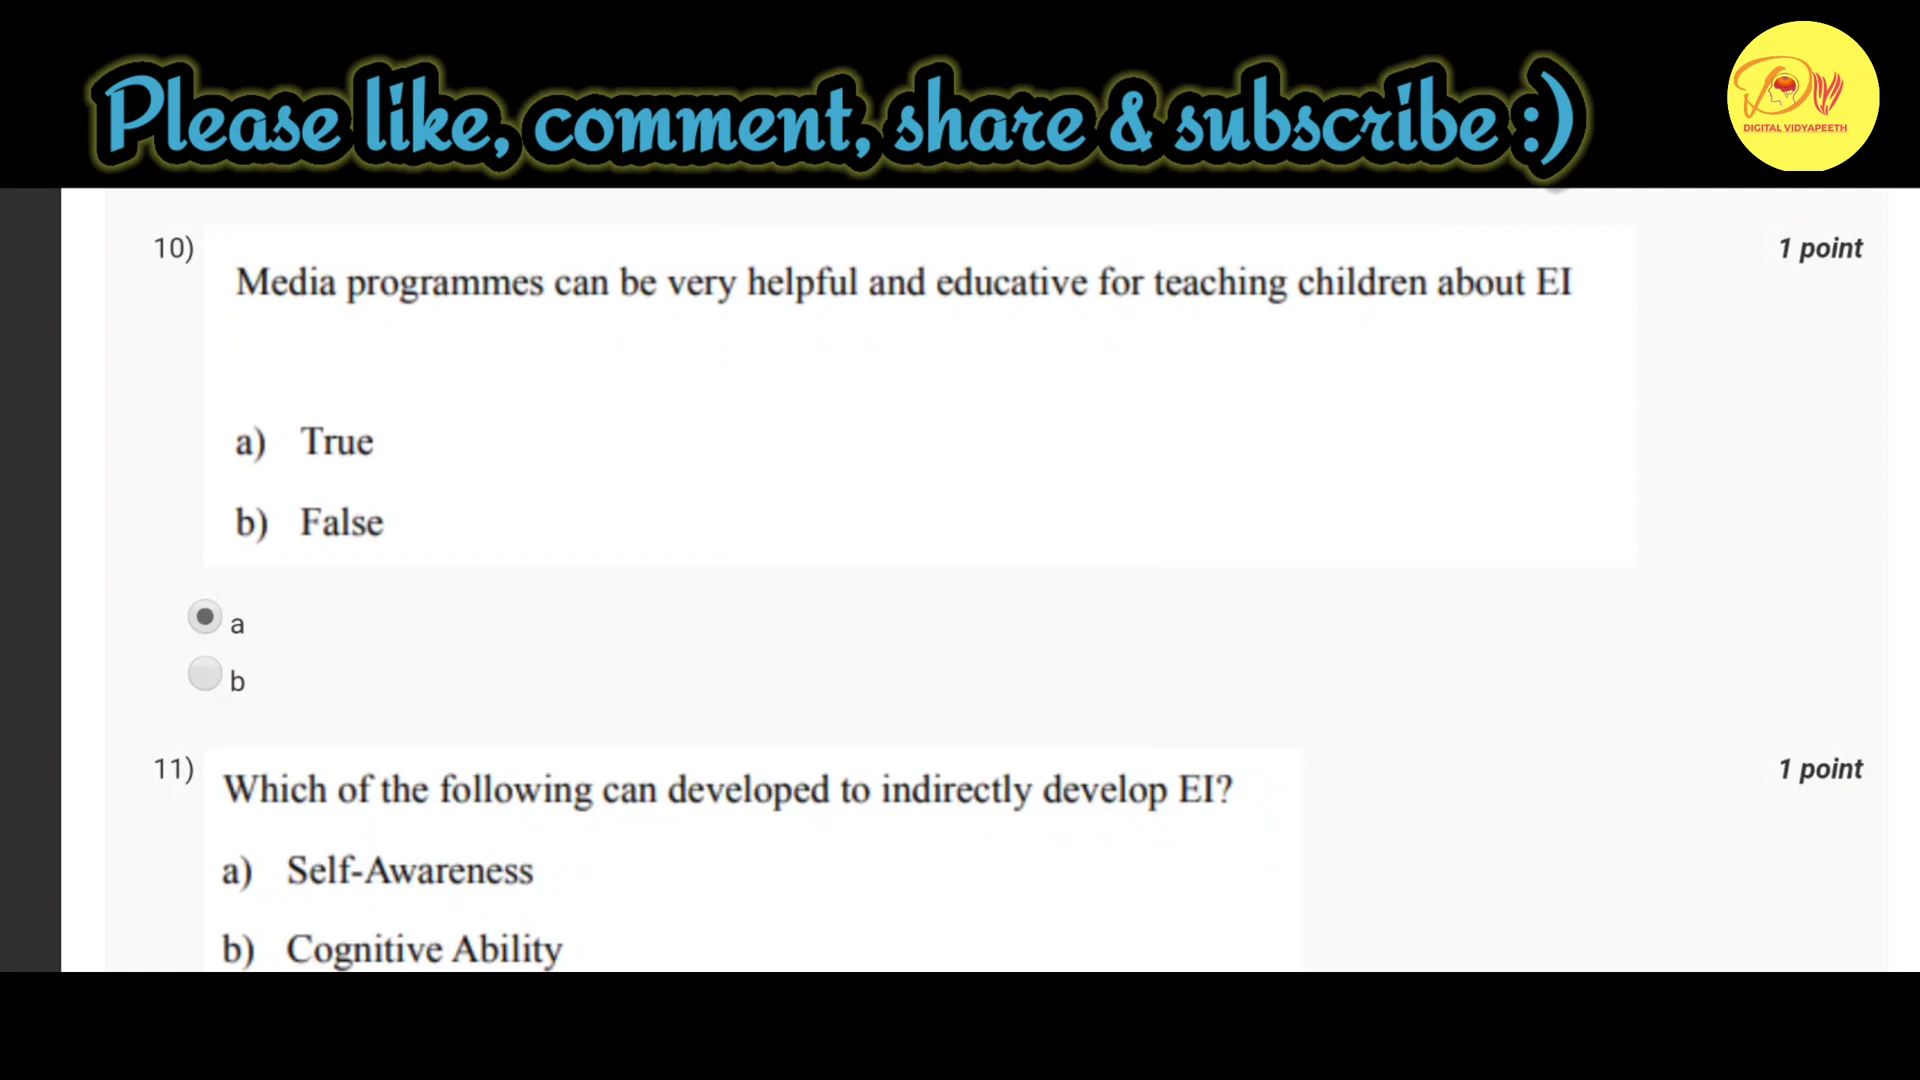 Please like, comment, share & subscribe :)
DV
DIGITAL VIDYAPEETH
10)
1 point
Media programmes can be very helpful and educative for teaching children about EI
a) True
b) False
a
b
11)
1 point
Which of the following can developed to indirectly develop EI?
a) Self-Awareness
b) Cognitive Ability